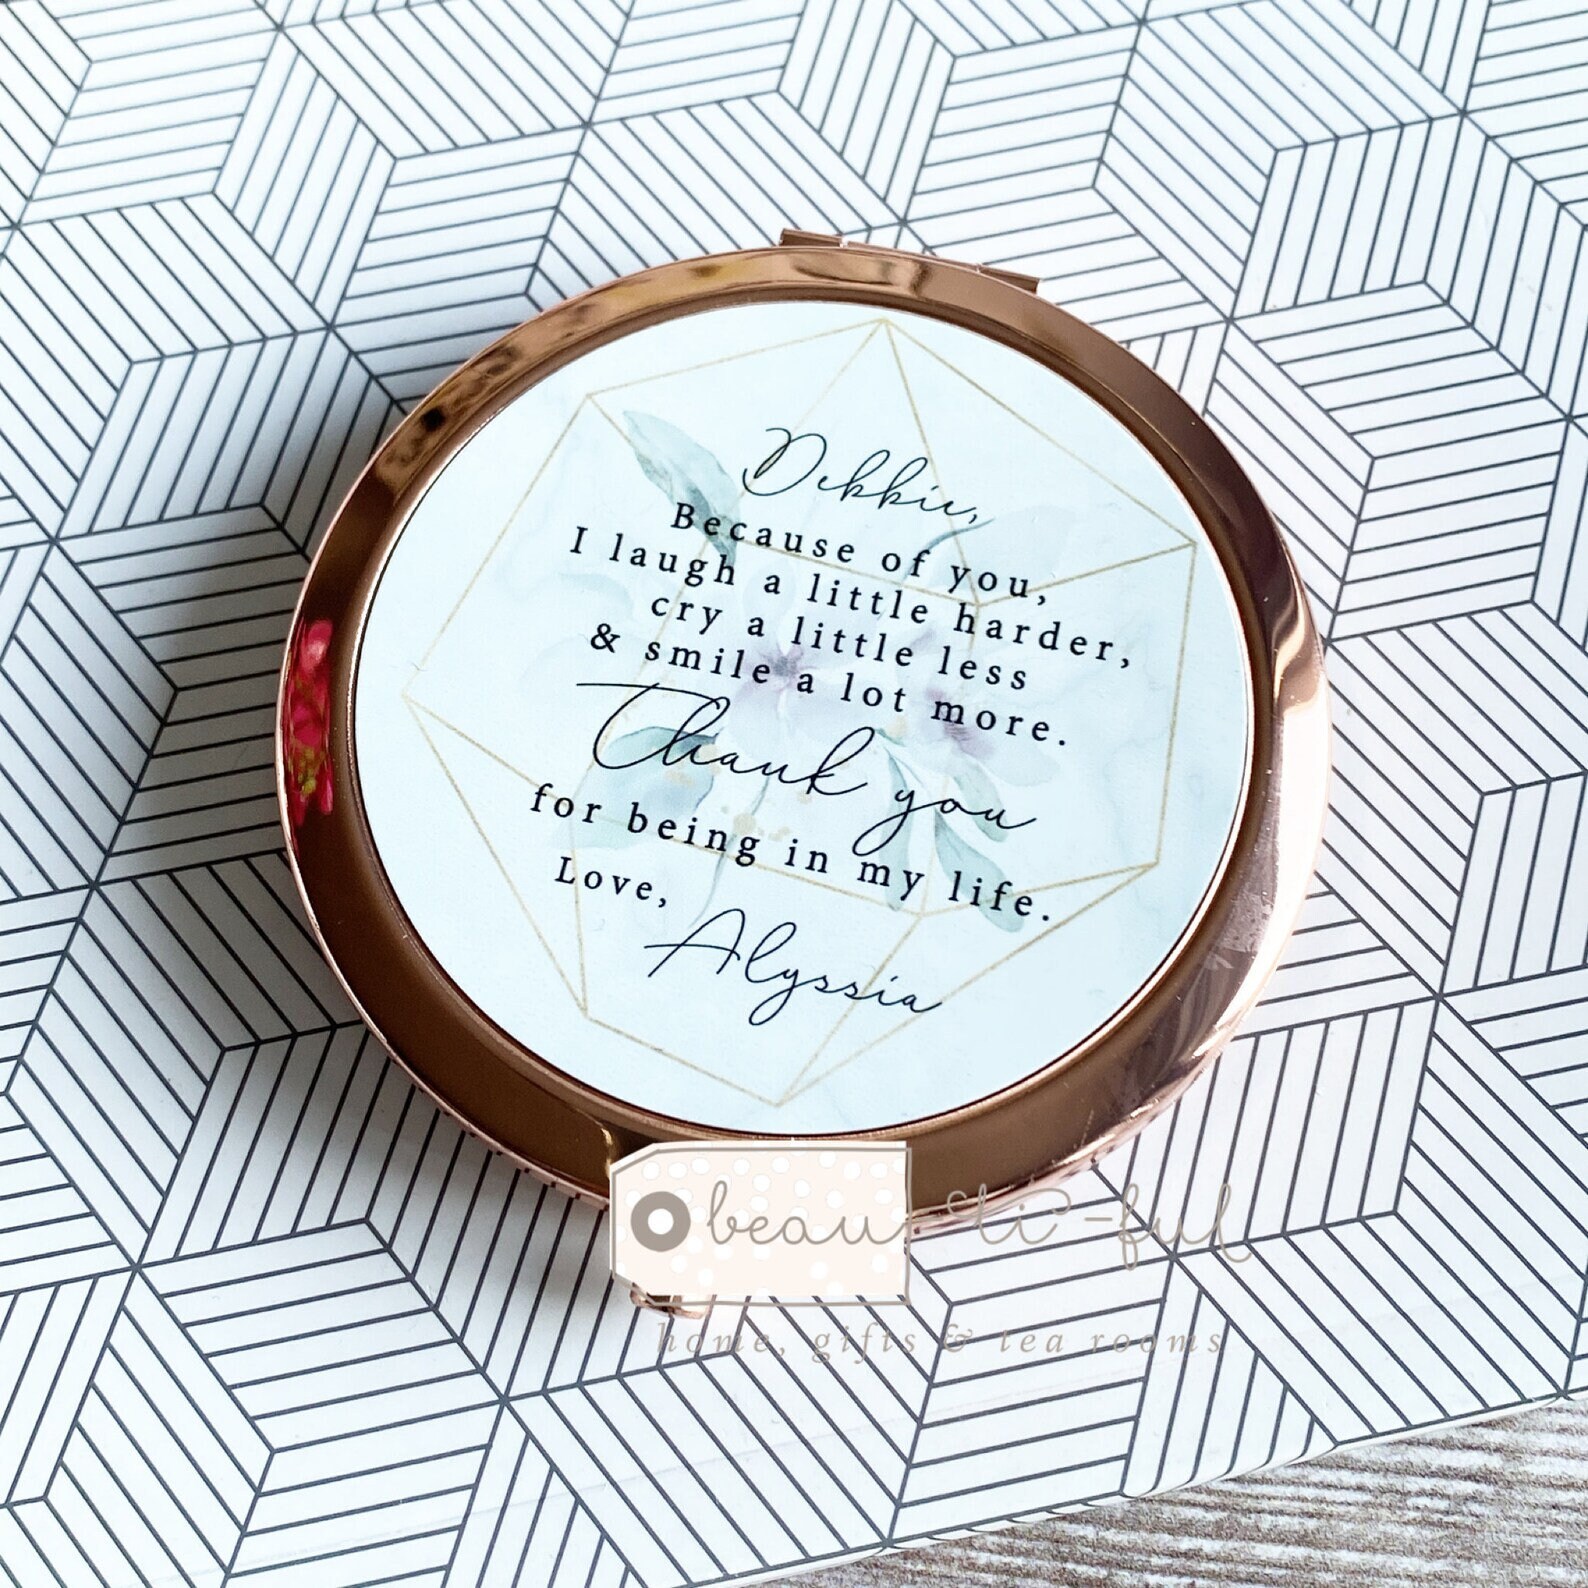 Debbie,
Because of you,
I laugh a little harder,
cry a little less
& smile a lot more.
Thank you
for being in my life.
Love,
Alyssia
beau-ti-ful
home, gifts & tea rooms